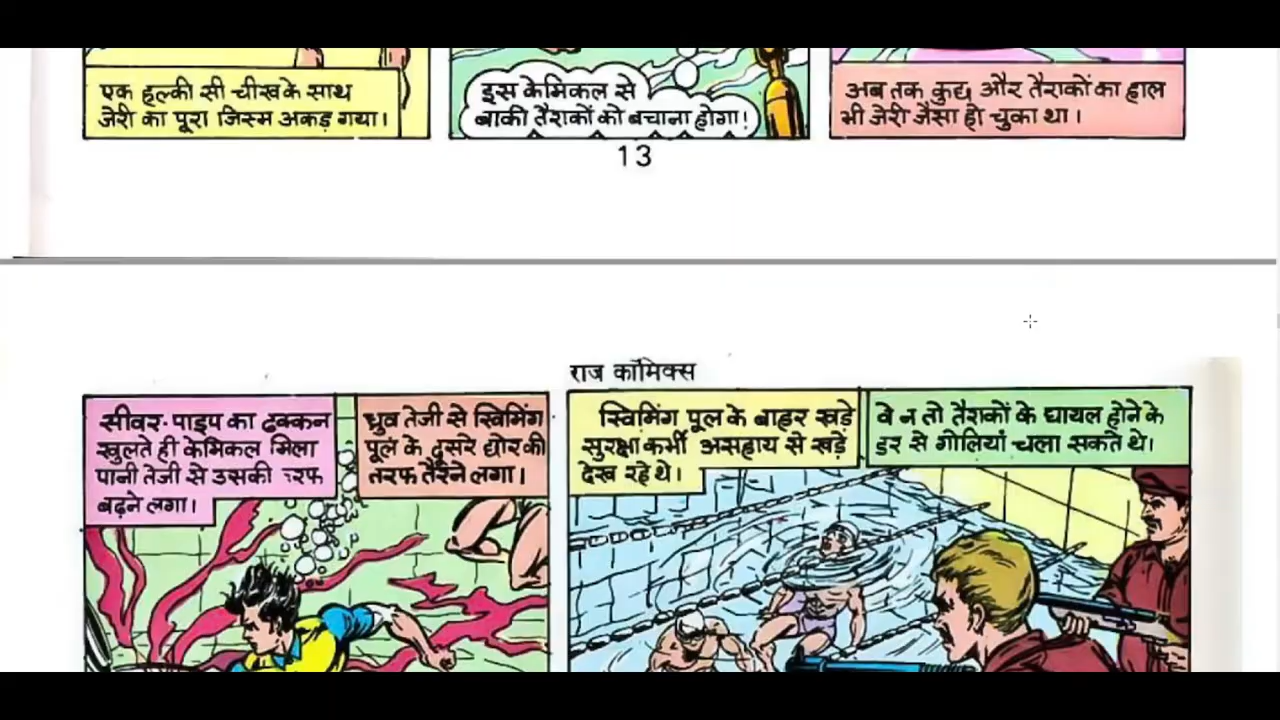 एक हल्की सी चीख के साथ
जेरी का पूरा जिस्म अकड़ गया।
इस केमिकल से
बाकी तैराकों को बचाना होगा!
अब तक कुछ और तैराकों का हाल
भी जेरी जैसा हो चुका था।
13
राज कॉमिक्स
सीवर-पाइप का ढक्कन
खुलते ही केमिकल मिला
पानी तेजी से उसकी तरफ
बढ़ने लगा।
ध्रुव तेजी से स्विमिंग
पूल के दूसरे छोर की
तरफ तैरने लगा।
स्विमिंग पूल के बाहर खड़े
सुरक्षाकर्मी असहाय से खड़े
देख रहे थे।
वे न तो तैराकों के घायल होने के
डर से गोलियाँ चला सकते थे।